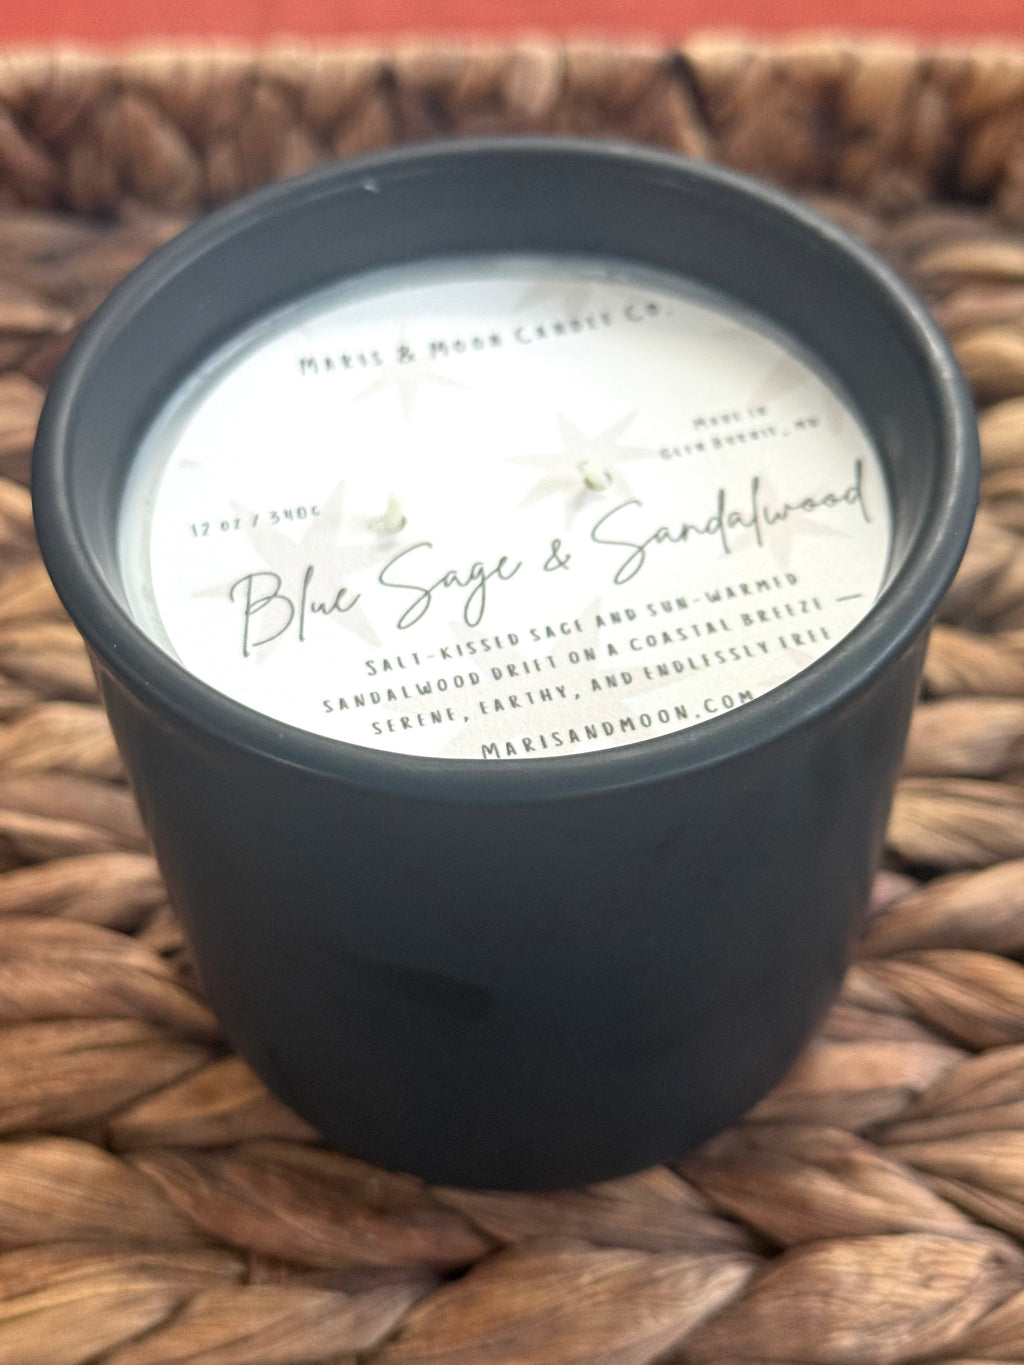 Maris & Moon Candle Co.
Made in
Glen Burnie, MD
12 oz / 340g
Blue Sage & Sandalwood
Salt-kissed sage and sun-warmed
sandalwood drift on a coastal breeze —
serene, earthy, and endlessly free
marisandmoon.com